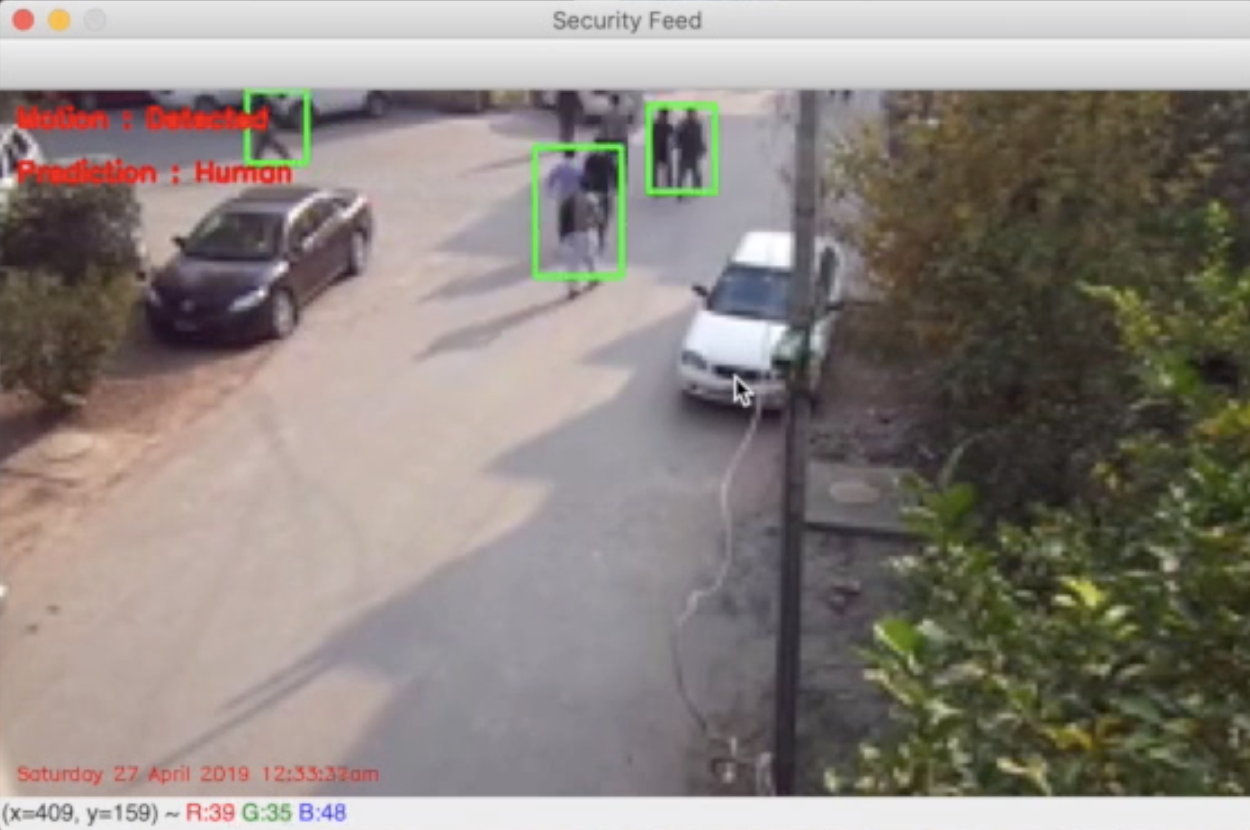 Security Feed
Motion : Detected
Prediction : Human
Saturday 27 April 2019 12:33:32am
(x=409, y=159) ~ R:39 G:35 B:48